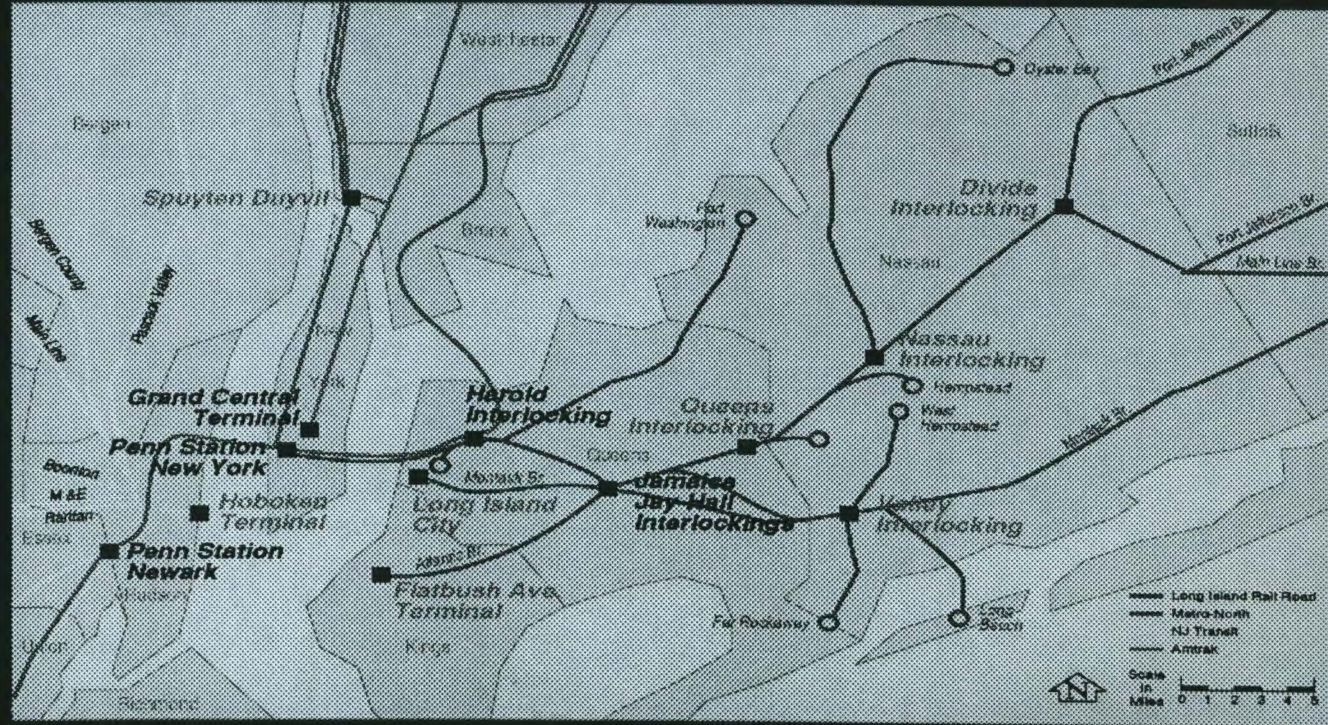 Westchester
Bergen
Oyster Bay
Port Jefferson Br.
Suffolk
Spuyten Duyvil
Divide
Interlocking
Port
Washington
Bronx
Port Jefferson Br.
Main Line Br.
Nassau
Bergen County
Pascack Valley
Main Line
New
York
Nassau
Interlocking
Hempstead
Grand Central
Terminal
Harold
Interlocking
Queens
Interlocking
West
Hempstead
Montauk Br.
Penn Station
New York
Queens
Boonton
M & E
Raritan
Essex
Hoboken
Terminal
Montauk Br.
Long Island
City
Jamaica
Jay-Hall
Interlockings
Valley
Interlocking
Penn Station
Newark
Hudson
Atlantic Br.
Flatbush Ave.
Terminal
Kings
Far Rockaway
Long
Beach
Union
Richmond
Long Island Rail Road
Metro-North
NJ Transit
Amtrak
N
Scale
in
Miles
0 1 2 3 4 5